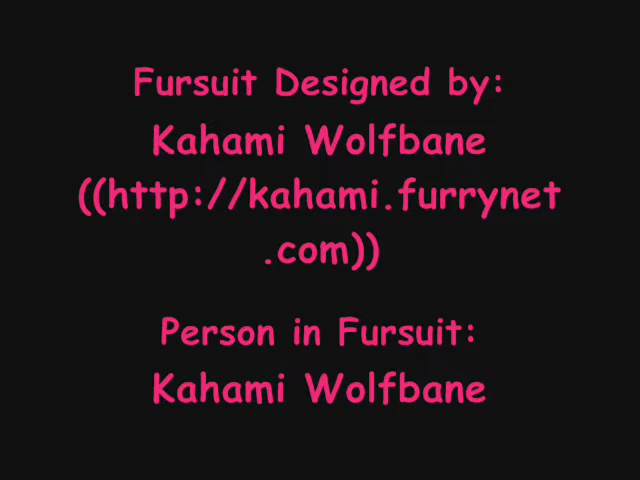 Fursuit Designed by:
Kahami Wolfbane
((http://kahami.furrynet
.com))
Person in Fursuit:
Kahami Wolfbane